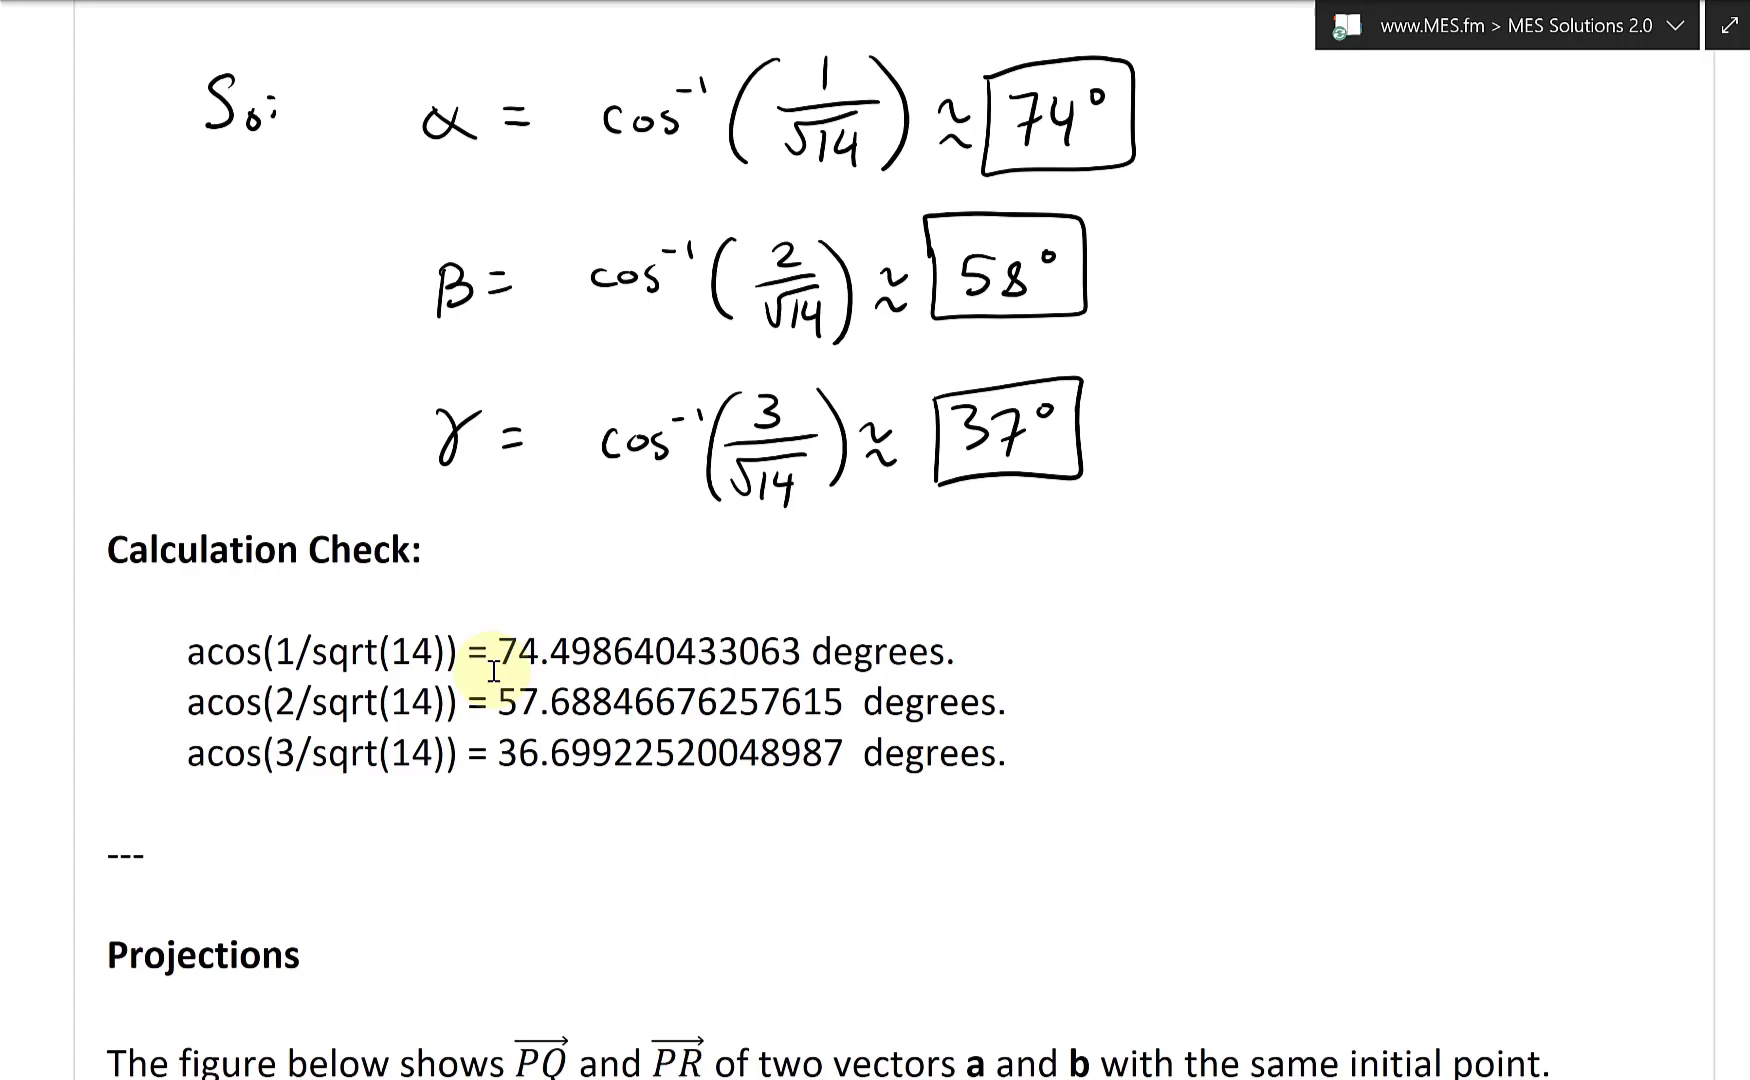 www.MES.fm > MES Solutions 2.0
So: α = cos⁻¹ (1/√14) ≈ 74°
β = cos⁻¹ (2/√14) ≈ 58°
γ = cos⁻¹ (3/√14) ≈ 37°
Calculation Check:
acos(1/sqrt(14)) = 74.498640433063 degrees.
acos(2/sqrt(14)) = 57.68846676257615 degrees.
acos(3/sqrt(14)) = 36.69922520048987 degrees.
---
Projections
The figure below shows PQ⃗ and PR⃗ of two vectors a and b with the same initial point.